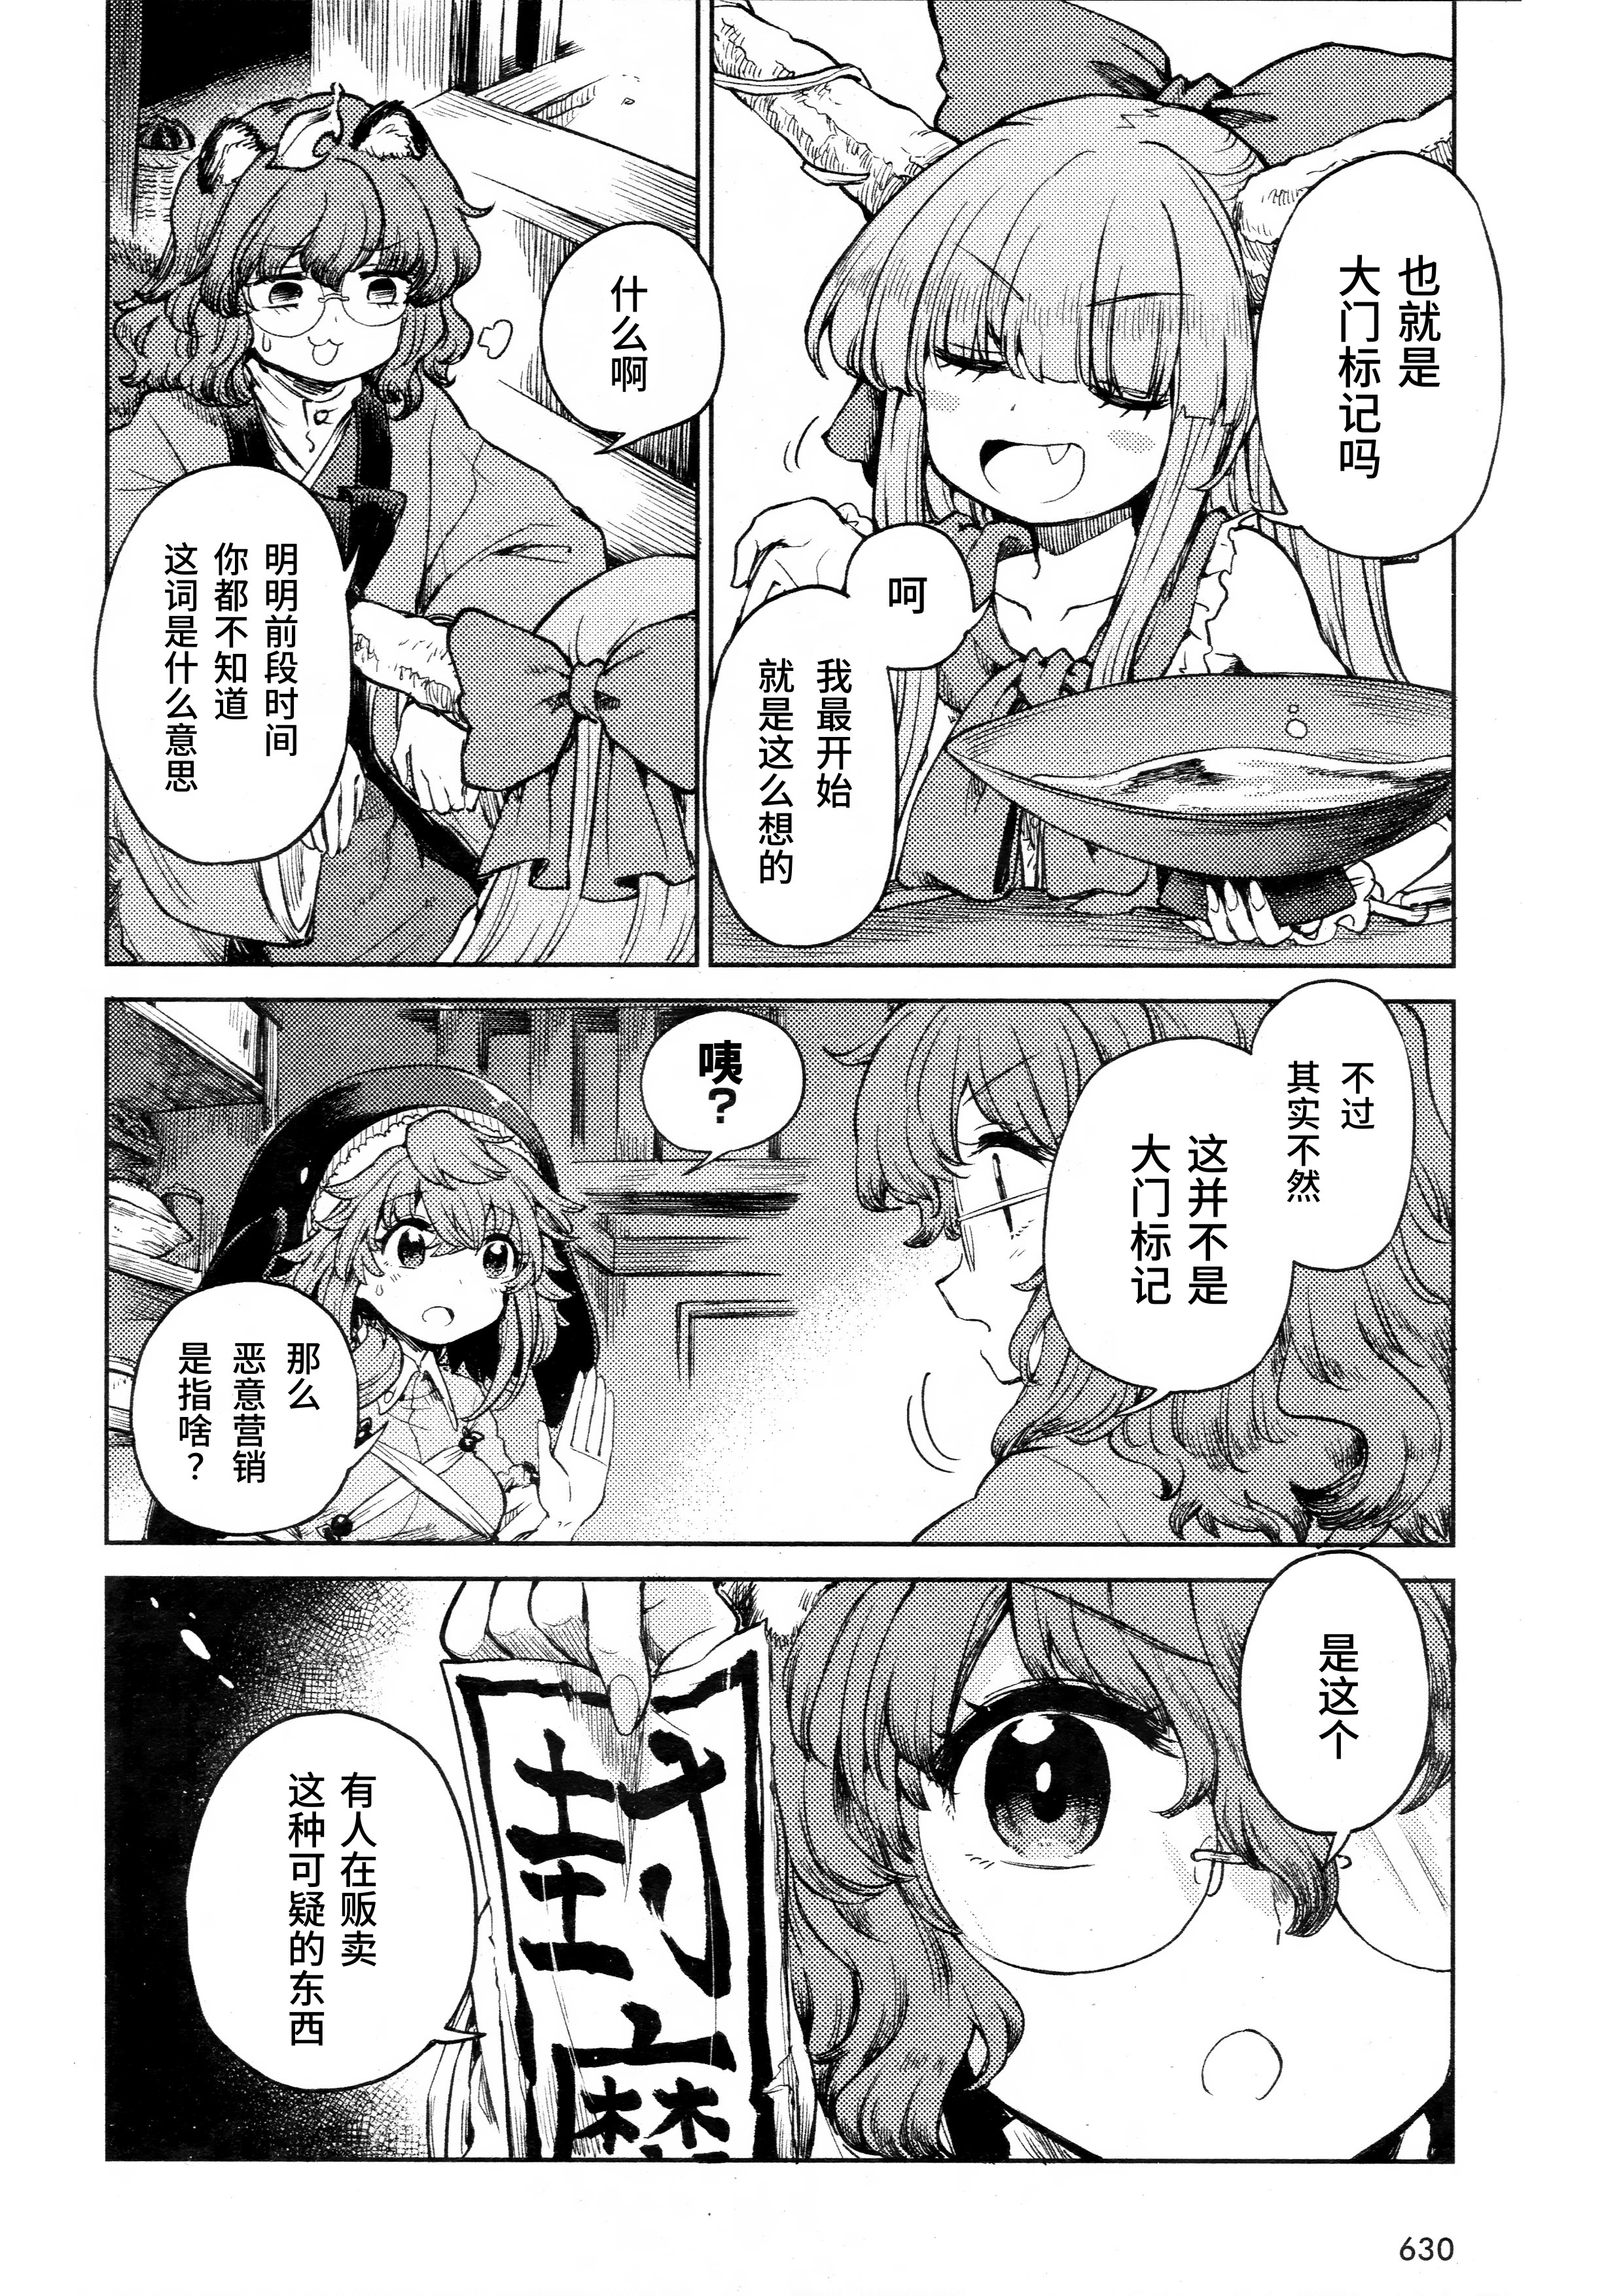 也就是
大门标记吗
呵
我最开始
就是这么想的
什么啊
明明前段时间
你都不知道
这词是什么意思
不过
其实不然
这并不是
大门标记
咦？
那么
恶意营销
是指啥？
是这个
封
有人在贩卖
这种可疑的东西
630